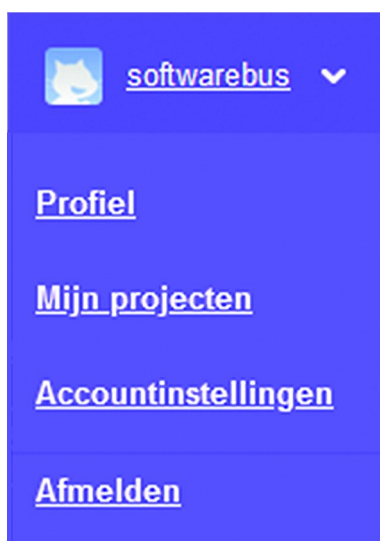 softwarebus
Profiel
Mijn projecten
Accountinstellingen
Afmelden